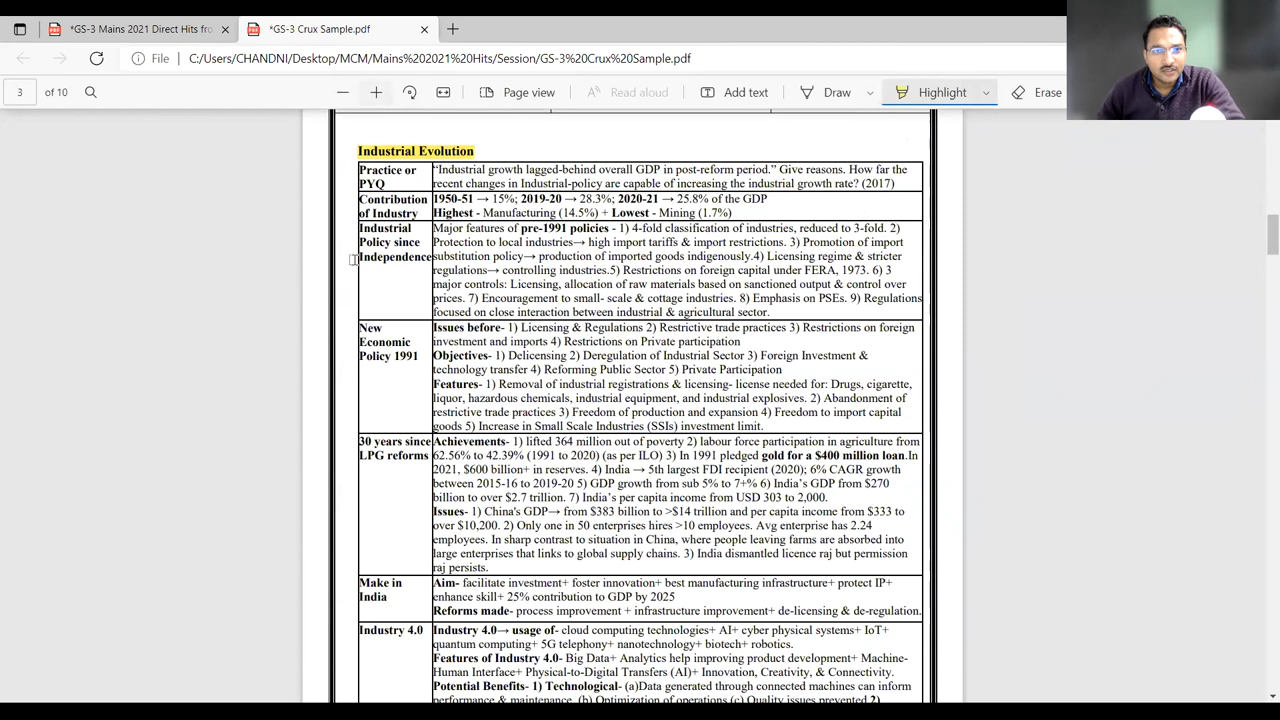 *GS-3 Mains 2021 Direct Hits fro
*GS-3 Crux Sample.pdf
File
C:/Users/CHANDNI/Desktop/MCM/Mains%202021%20Hits/Session/GS-3%20Crux%20Sample.pdf
3 of 10
Page view
Read aloud
Add text
Draw
Highlight
Erase
Industrial Evolution
Practice or PYQ
"Industrial growth lagged-behind overall GDP in post-reform period." Give reasons. How far the
recent changes in Industrial-policy are capable of increasing the industrial growth rate? (2017)
Contribution of Industry
1950-51 → 15%; 2019-20 → 28.3%; 2020-21 → 25.8% of the GDP
Highest - Manufacturing (14.5%) + Lowest - Mining (1.7%)
Industrial
Policy since
Independence
Major features of pre-1991 policies - 1) 4-fold classification of industries, reduced to 3-fold. 2)
Protection to local industries→ high import tariffs & import restrictions. 3) Promotion of import
substitution policy→ production of imported goods indigenously.4) Licensing regime & stricter
regulations→ controlling industries.5) Restrictions on foreign capital under FERA, 1973. 6) 3
major controls: Licensing, allocation of raw materials based on sanctioned output & control over
prices. 7) Encouragement to small- scale & cottage industries. 8) Emphasis on PSEs. 9) Regulations
focused on close interaction between industrial & agricultural sector.
New
Economic
Policy 1991
Issues before- 1) Licensing & Regulations 2) Restrictive trade practices 3) Restrictions on foreign
investment and imports 4) Restrictions on Private participation
Objectives- 1) Delicensing 2) Deregulation of Industrial Sector 3) Foreign Investment &
technology transfer 4) Reforming Public Sector 5) Private Participation
Features- 1) Removal of industrial registrations & licensing- license needed for: Drugs, cigarette,
liquor, hazardous chemicals, industrial equipment, and industrial explosives. 2) Abandonment of
restrictive trade practices 3) Freedom of production and expansion 4) Freedom to import capital
goods 5) Increase in Small Scale Industries (SSIs) investment limit.
30 years since
LPG reforms
Achievements- 1) lifted 364 million out of poverty 2) labour force participation in agriculture from
62.56% to 42.39% (1991 to 2020) (as per ILO) 3) In 1991 pledged gold for a $400 million loan.In
2021, $600 billion+ in reserves. 4) India → 5th largest FDI recipient (2020); 6% CAGR growth
between 2015-16 to 2019-20 5) GDP growth from sub 5% to 7+% 6) India's GDP from $270
billion to over $2.7 trillion. 7) India's per capita income from USD 303 to 2,000.
Issues- 1) China's GDP→ from $383 billion to >$14 trillion and per capita income from $333 to
over $10,200. 2) Only one in 50 enterprises hires >10 employees. Avg enterprise has 2.24
employees. In sharp contrast to situation in China, where people leaving farms are absorbed into
large enterprises that links to global supply chains. 3) India dismantled licence raj but permission
raj persists.
Make in
India
Aim- facilitate investment+ foster innovation+ best manufacturing infrastructure+ protect IP+
enhance skill+ 25% contribution to GDP by 2025
Reforms made- process improvement + infrastructure improvement+ de-licensing & de-regulation.
Industry 4.0
Industry 4.0→ usage of- cloud computing technologies+ AI+ cyber physical systems+ IoT+
quantum computing+ 5G telephony+ nanotechnology+ biotech+ robotics.
Features of Industry 4.0- Big Data+ Analytics help improving product development+ Machine-
Human Interface+ Physical-to-Digital Transfers (AI)+ Innovation, Creativity, & Connectivity.
Potential Benefits- 1) Technological- (a)Data generated through connected machines can inform
performance & maintenance. (b) Optimization of operations (c) Quality issues prevented 2)